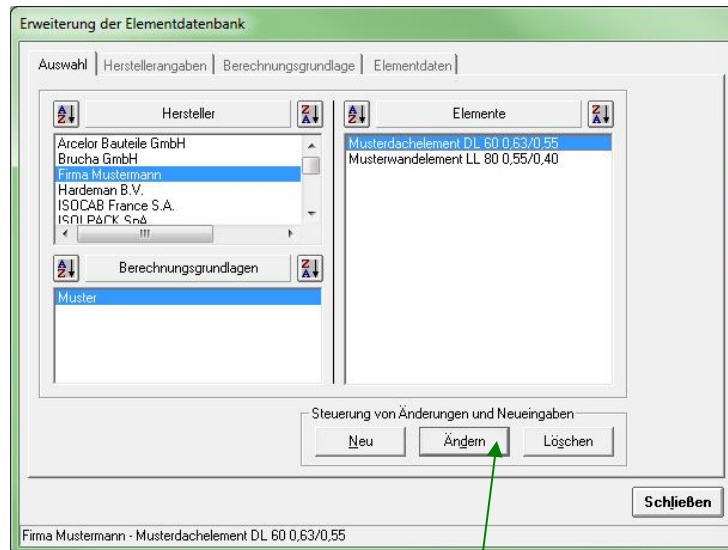 Erweiterung der Elementdatenbank
Auswahl Herstellerangaben Berechnungsgrundlage Elementdaten
Hersteller
Arcelor Bauteile GmbH
Brucha GmbH
Firma Mustermann
Hardeman B.V.
ISOCAB France S.A.
ISOLPACK SpA
Berechnungsgrundlagen
Muster
Elemente
Musterdachelement DL 60 0,63/0,55
Musterwandelement LL 80 0,55/0,40
Steuerung von Änderungen und Neueingaben
Neu Ändern Löschen
Schließen
Firma Mustermann - Musterdachelement DL 60 0,63/0,55